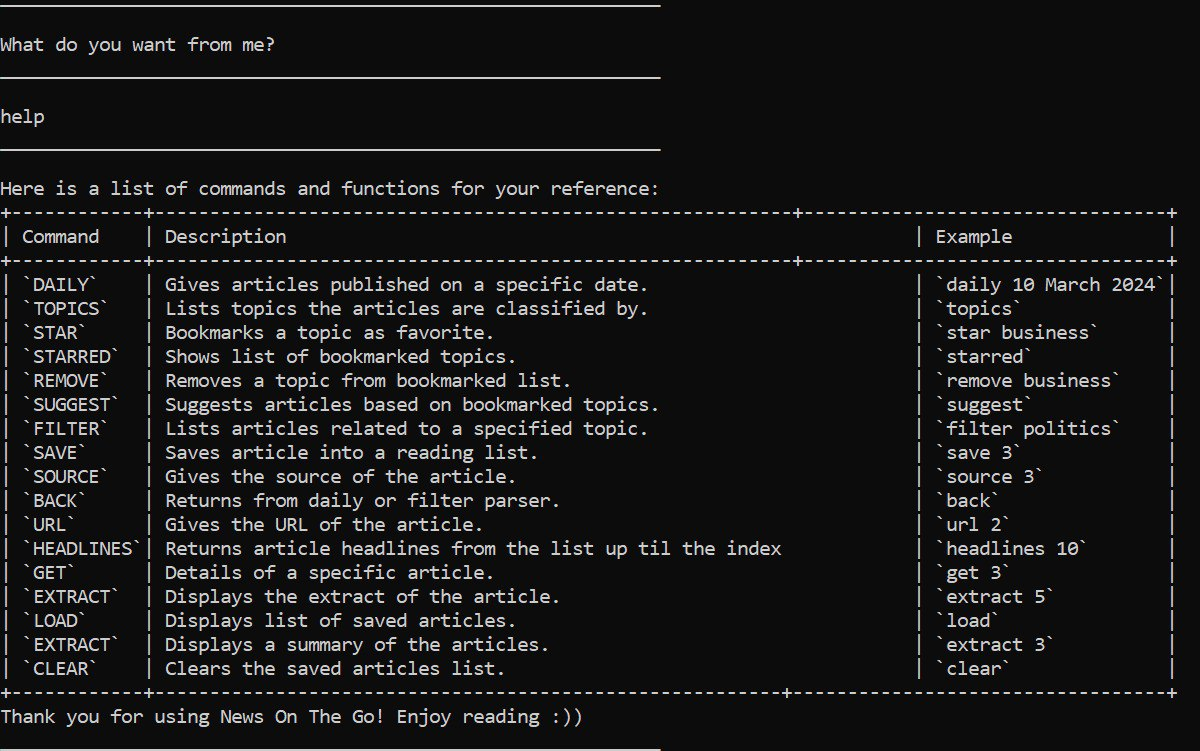 What do you want from me?
help
Here is a list of commands and functions for your reference:
+------------+----------------------------------------------------------+---------------------------------+
| Command    | Description                                                         | Example              |
+------------+----------------------------------------------------------+---------------------------------+
| `DAILY`    | Gives articles published on a specific date.                        | `daily 10 March 2024`|
| `TOPICS`   | Lists topics the articles are classified by.                        | `topics`             |
| `STAR`     | Bookmarks a topic as favorite.                                      | `star business`      |
| `STARRED`  | Shows list of bookmarked topics.                                    | `starred`            |
| `REMOVE`   | Removes a topic from bookmarked list.                               | `remove business`    |
| `SUGGEST`  | Suggests articles based on bookmarked topics.                       | `suggest`            |
| `FILTER`   | Lists articles related to a specified topic.                        | `filter politics`    |
| `SAVE`     | Saves article into a reading list.                                  | `save 3`             |
| `SOURCE`   | Gives the source of the article.                                    | `source 3`           |
| `BACK`     | Returns from daily or filter parser.                                | `back`               |
| `URL`      | Gives the URL of the article.                                       | `url 2`              |
| `HEADLINES`| Returns article headlines from the list up til the index            | `headlines 10`       |
| `GET`      | Details of a specific article.                                      | `get 3`              |
| `EXTRACT`  | Displays the extract of the article.                                | `extract 5`          |
| `LOAD`     | Displays list of saved articles.                                    | `load`               |
| `EXTRACT`  | Displays a summary of the articles.                                 | `extract 3`          |
| `CLEAR`    | Clears the saved articles list.                                     | `clear`              |
+------------+---------------------------------------------------------+----------------------------------+
Thank you for using News On The Go! Enjoy reading :))